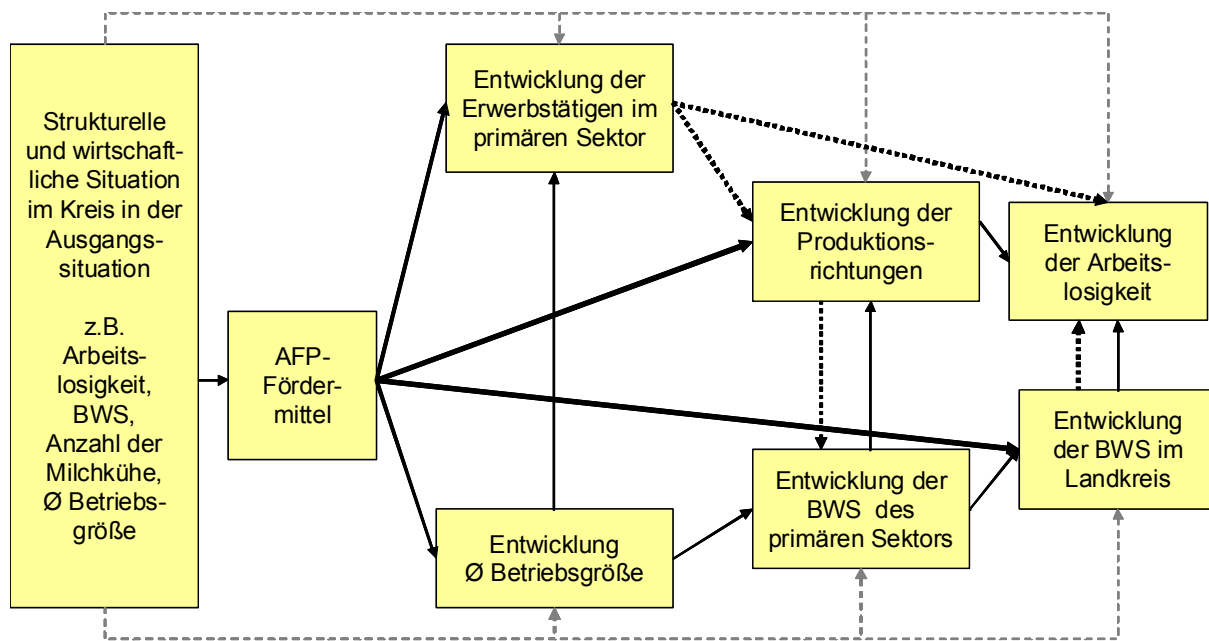 Strukturelle
und wirtschaft-
liche Situation
im Kreis in der
Ausgangs-
situation
z.B.
Arbeits-
losigkeit,
BWS,
Anzahl der
Milchkühe,
Ø Betriebs-
größe
AFP-
Förder-
mittel
Entwicklung der
Erwerbstätigen im
primären Sektor
Entwicklung
Ø Betriebsgröße
Entwicklung der
Produktions-
richtungen
Entwicklung der
BWS des
primären Sektors
Entwicklung
der Arbeits-
losigkeit
Entwicklung
der BWS im
Landkreis